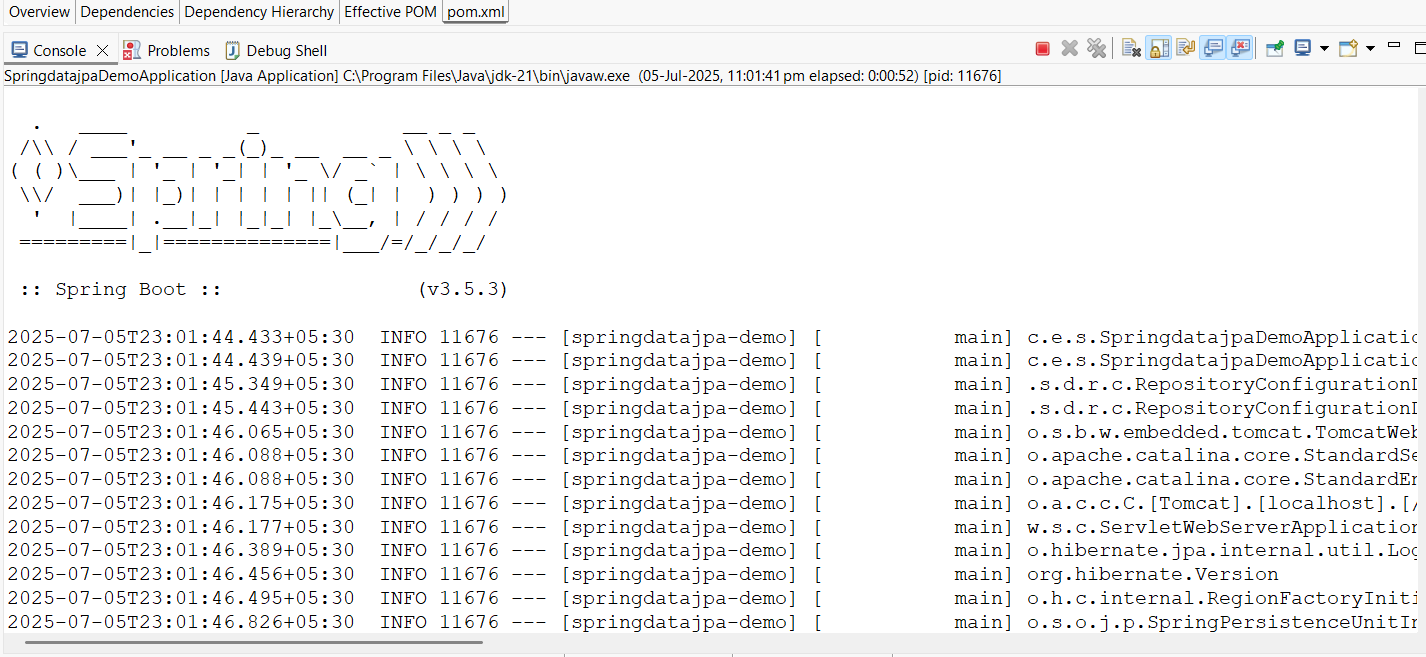 Overview Dependencies Dependency Hierarchy Effective POM pom.xml
Console Problems Debug Shell
SpringdatajpaDemoApplication [Java Application] C:\Program Files\Java\jdk-21\bin\javaw.exe (05-Jul-2025, 11:01:41 pm elapsed: 0:00:52) [pid: 11676]
  .   ____          _            __ _ _
 /\\ / ___'_ __ _ _(_)_ __  __ _ \ \ \ \
( ( )\___ | '_ | '_| | '_ \/ _` | \ \ \ \
 \\/  ___)| |_)| | | | | || (_| |  ) ) ) )
  '  |____| .__|_| |_|_| |_\__, | / / / /
 =========|_|==============|___/=/_/_/_/
 :: Spring Boot ::                (v3.5.3)
2025-07-05T23:01:44.433+05:30  INFO 11676 --- [springdatajpa-demo] [           main] c.e.s.SpringdatajpaDemoApplicatio
2025-07-05T23:01:44.439+05:30  INFO 11676 --- [springdatajpa-demo] [           main] c.e.s.SpringdatajpaDemoApplicatio
2025-07-05T23:01:45.349+05:30  INFO 11676 --- [springdatajpa-demo] [           main] .s.d.r.c.RepositoryConfigurationD
2025-07-05T23:01:45.443+05:30  INFO 11676 --- [springdatajpa-demo] [           main] .s.d.r.c.RepositoryConfigurationD
2025-07-05T23:01:46.065+05:30  INFO 11676 --- [springdatajpa-demo] [           main] o.s.b.w.embedded.tomcat.TomcatWeb
2025-07-05T23:01:46.088+05:30  INFO 11676 --- [springdatajpa-demo] [           main] o.apache.catalina.core.StandardSe
2025-07-05T23:01:46.088+05:30  INFO 11676 --- [springdatajpa-demo] [           main] o.apache.catalina.core.StandardEn
2025-07-05T23:01:46.175+05:30  INFO 11676 --- [springdatajpa-demo] [           main] o.a.c.c.C.[Tomcat].[localhost].[/
2025-07-05T23:01:46.177+05:30  INFO 11676 --- [springdatajpa-demo] [           main] w.s.c.ServletWebServerApplication
2025-07-05T23:01:46.389+05:30  INFO 11676 --- [springdatajpa-demo] [           main] o.hibernate.jpa.internal.util.Log
2025-07-05T23:01:46.456+05:30  INFO 11676 --- [springdatajpa-demo] [           main] org.hibernate.Version
2025-07-05T23:01:46.495+05:30  INFO 11676 --- [springdatajpa-demo] [           main] o.h.c.internal.RegionFactoryIniti
2025-07-05T23:01:46.826+05:30  INFO 11676 --- [springdatajpa-demo] [           main] o.s.o.j.p.SpringPersistenceUnitIn